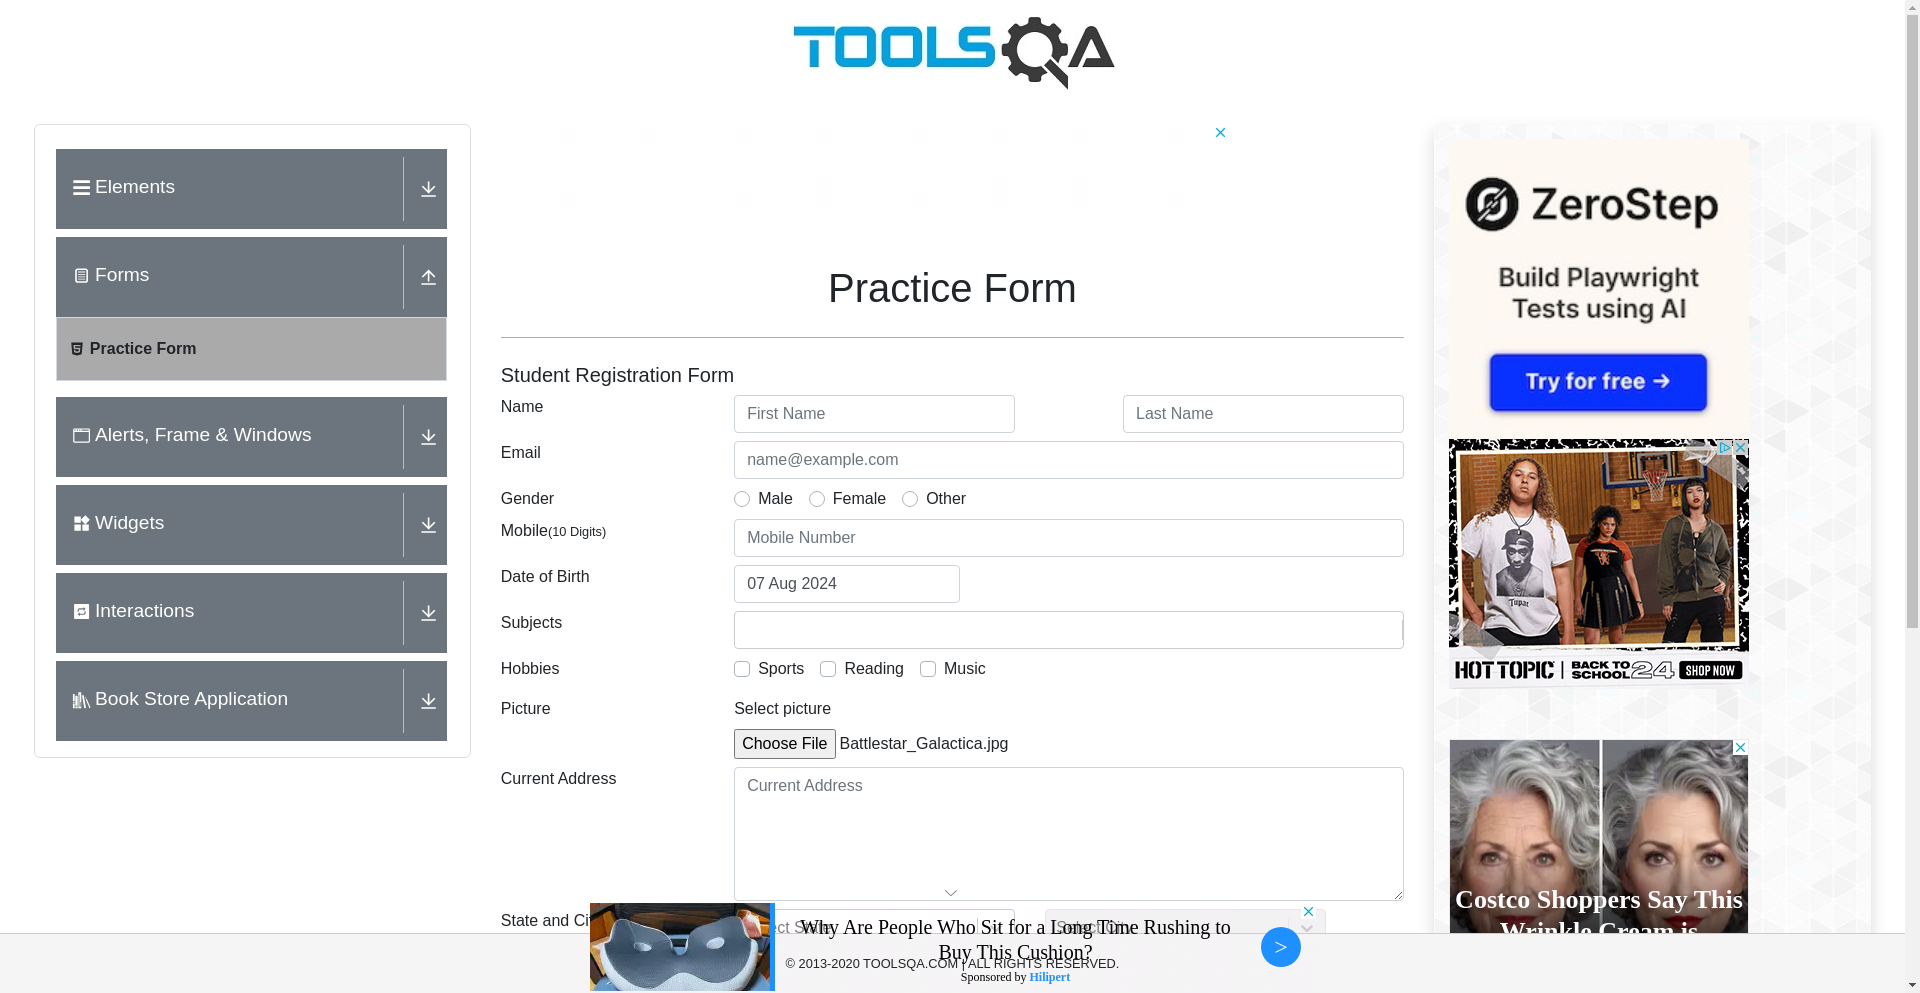 TOOLSQA
Elements
Forms
Practice Form
Alerts, Frame & Windows
Widgets
Interactions
Book Store Application
Practice Form
Student Registration Form
Name
First Name
Last Name
Email
name@example.com
Gender
Male
Female
Other
Mobile(10 Digits)
Mobile Number
Date of Birth
07 Aug 2024
Subjects
Hobbies
Sports
Reading
Music
Picture
Select picture
Choose File
Battlestar_Galactica.jpg
Current Address
Current Address
State and
Select City
Why Are People Who Sit for a Long Time Rushing to
Buy This Cushion?
>
© 2013-2020 TOOLSQA.COM | ALL RIGHTS RESERVED.
Sponsored by Hilipert
ZeroStep
Build Playwright
Tests using AI
Try for free →
Tupac
HOT TOPIC | BACK TO SCHOOL 24 SHOP NOW
Costco Shoppers Say This
Wrinkle Cream is